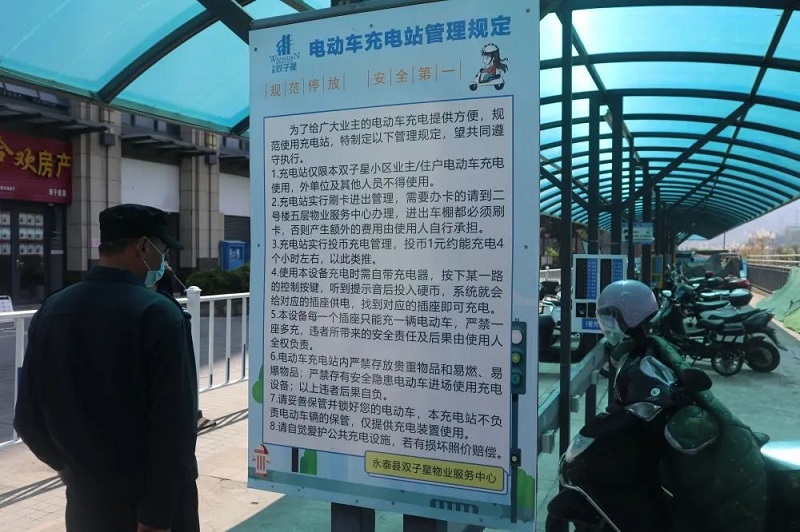 电动车充电站管理规定
双子星
规范停放 安全第一
为了给广大业主的电动车充电提供方便，规
范使用充电站，特制定以下管理规定，望共同遵
守执行。
1.充电站仅限本双子星小区业主/住户电动车充电
使用，外单位及其他人员不得使用。
2.充电站实行刷卡进出管理，需要办卡的请到二
号楼五层物业服务中心办理，进出车棚都必须刷
卡，否则产生额外的费用由使用人自行承担。
3.充电站实行投币充电管理，投币1元约能充电4
个小时左右，以此类推。
4.使用本设备充电时需自带充电器，按下某一路
的控制按键，听到提示音后投入硬币，系统就会
给对应的插座供电，找到对应的插座即可充电。
5.本设备每一个插座只能充一辆电动车，严禁一
座多充，违者所带来的安全责任及后果由使用人
全权负责。
6.电动车充电站内严禁存放贵重物品和易燃、易
爆物品；严禁存有安全隐患电动车进场使用充电
设备；以上违者后果自负。
7.请妥善保管并锁好您的电动车，本充电站不负
责电动车辆的保管，仅提供充电装置使用。
8.请自觉爱护公共充电设施，若有损坏照价赔偿。
永泰县双子星物业服务中心
合欢房产